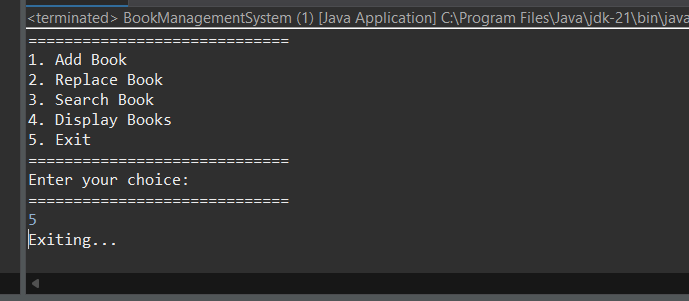 <terminated> BookManagementSystem (1) [Java Application] C:\Program Files\Java\jdk-21\bin\java
=============================
1. Add Book
2. Replace Book
3. Search Book
4. Display Books
5. Exit
=============================
Enter your choice:
=============================
5
Exiting...